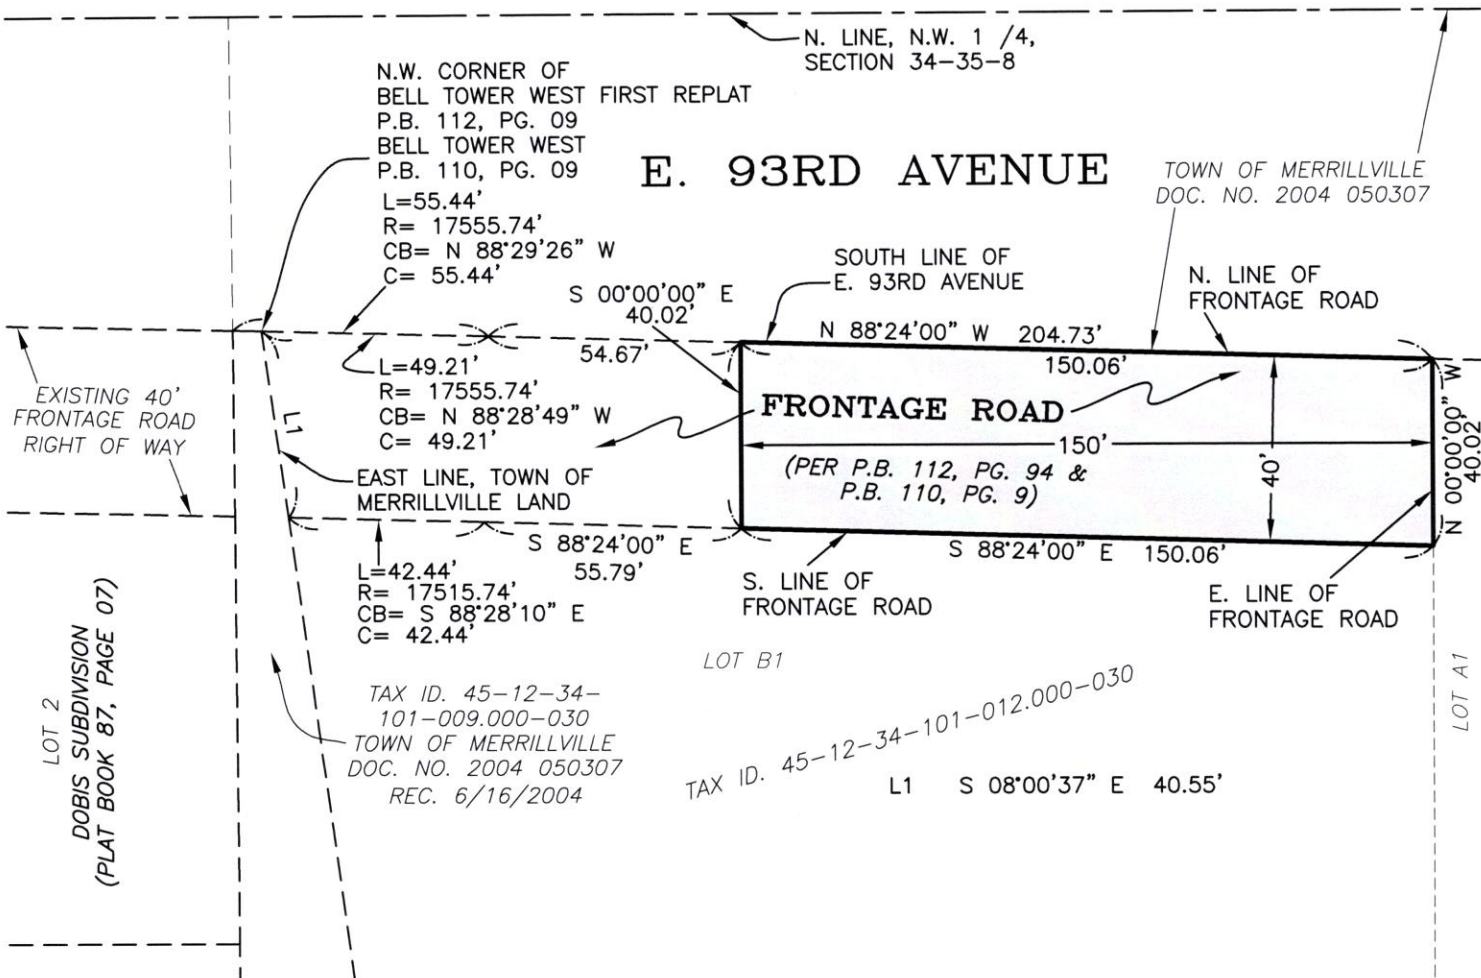 N. LINE, N.W. 1 /4,
SECTION 34-35-8
N.W. CORNER OF
BELL TOWER WEST FIRST REPLAT
P.B. 112, PG. 09
BELL TOWER WEST
P.B. 110, PG. 09
E. 93RD AVENUE
TOWN OF MERRILLVILLE
DOC. NO. 2004 050307
L=55.44'
R= 17555.74'
CB= N 88°29'26" W
C= 55.44'
SOUTH LINE OF
E. 93RD AVENUE
N. LINE OF
FRONTAGE ROAD
S 00°00'00" E
40.02'
N 88°24'00" W 204.73'
54.67'
150.06'
L=49.21'
R= 17555.74'
CB= N 88°28'49" W
C= 49.21'
EXISTING 40'
FRONTAGE ROAD
RIGHT OF WAY
L1
FRONTAGE ROAD
150'
(PER P.B. 112, PG. 94 &
P.B. 110, PG. 9)
40'
N 00°00'00" W
40.02'
EAST LINE, TOWN OF
MERRILLVILLE LAND
S 88°24'00" E
55.79'
S 88°24'00" E 150.06'
L=42.44'
R= 17515.74'
CB= S 88°28'10" E
C= 42.44'
S. LINE OF
FRONTAGE ROAD
E. LINE OF
FRONTAGE ROAD
LOT 2
DOBIS SUBDIVISION
(PLAT BOOK 87, PAGE 07)
LOT B1
LOT A1
TAX ID. 45-12-34-
101-009.000-030
TOWN OF MERRILLVILLE
DOC. NO. 2004 050307
REC. 6/16/2004
TAX ID. 45-12-34-101-012.000-030
L1 S 08°00'37" E 40.55'